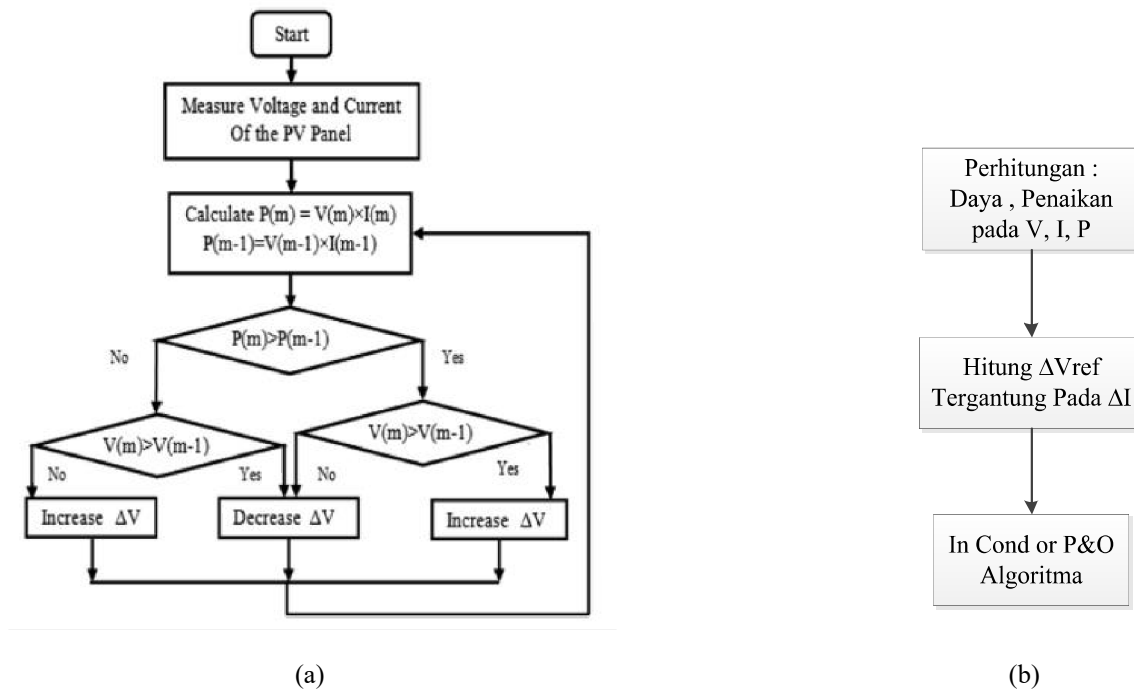 Start
Measure Voltage and Current
Of the PV Panel
Calculate P(m) = V(m)×I(m)
P(m-1)=V(m-1)×I(m-1)
P(m)>P(m-1)
No
Yes
V(m)>V(m-1)
V(m)>V(m-1)
No
Yes
No
Yes
Increase ΔV
Decrease ΔV
Increase ΔV
(a)
Perhitungan :
Daya , Penaikan
pada V, I, P
Hitung ΔVref
Tergantung Pada ΔI
In Cond or P&O
Algoritma
(b)